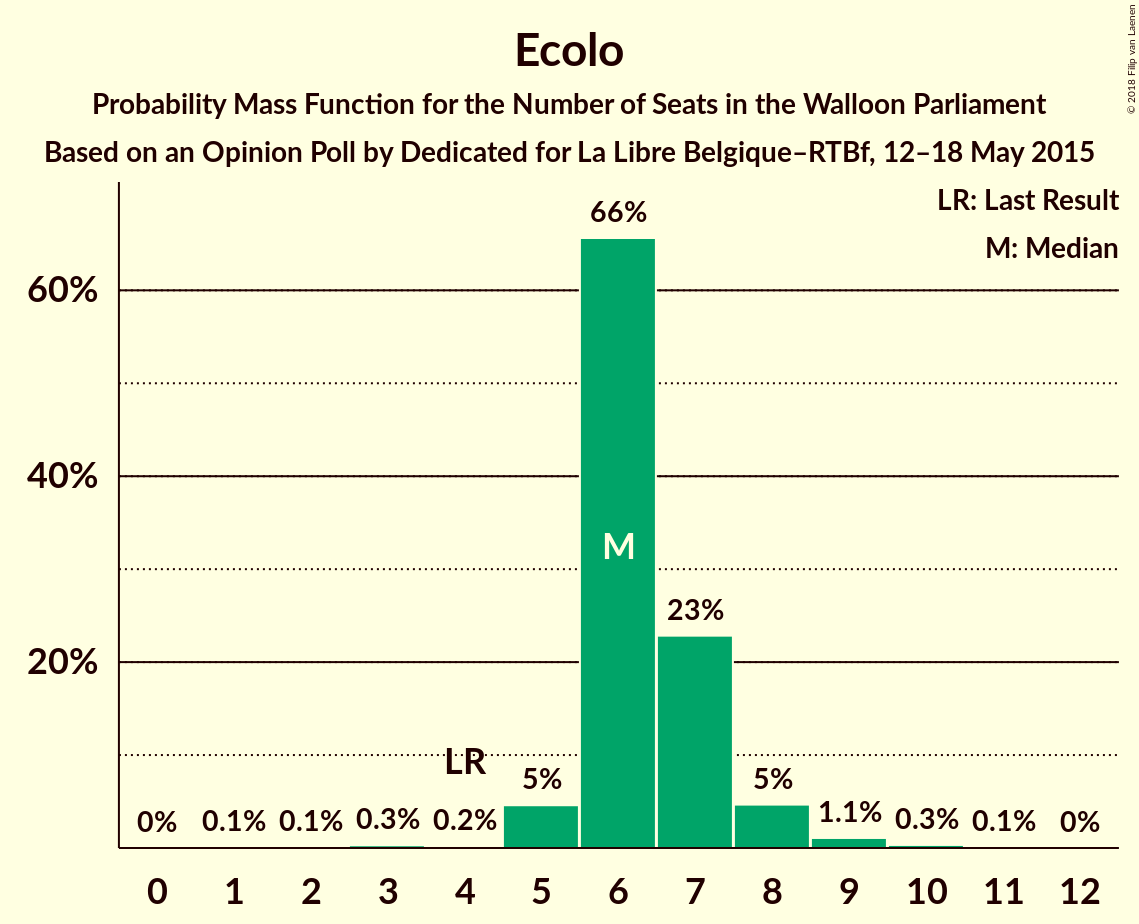 Ecolo
Probability Mass Function for the Number of Seats in the Walloon Parliament
Based on an Opinion Poll by Dedicated for La Libre Belgique–RTBf, 12–18 May 2015
© 2018 Filip van Laenen
LR: Last Result
M: Median
66%
60%
40%
M
23%
20%
LR
5%
5%
0% 0.1% 0.1% 0.3% 0.2% 1.1% 0.3% 0.1% 0%
0 1 2 3 4 5 6 7 8 9 10 11 12